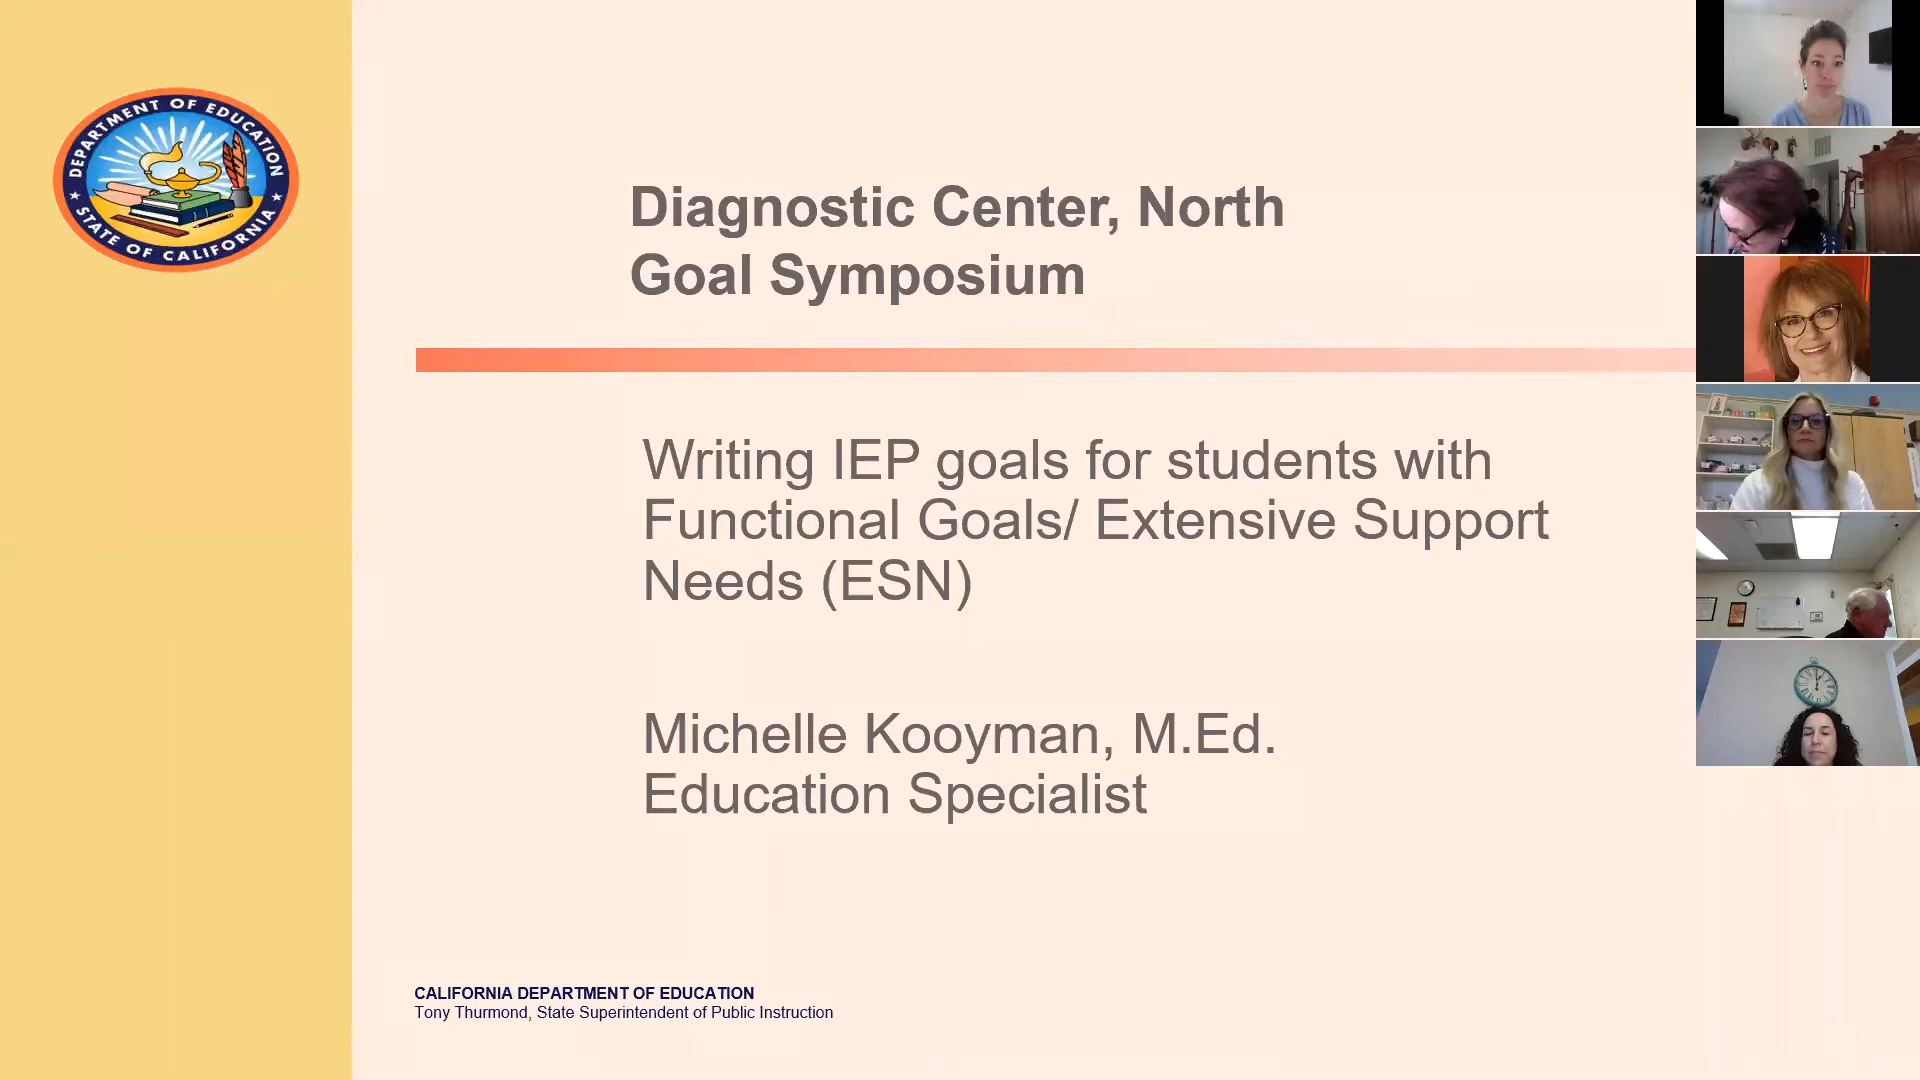 DEPARTMENT OF EDUCATION
STATE OF CALIFORNIA
Diagnostic Center, North
Goal Symposium
Writing IEP goals for students with
Functional Goals/ Extensive Support
Needs (ESN)
Michelle Kooyman, M.Ed.
Education Specialist
CALIFORNIA DEPARTMENT OF EDUCATION
Tony Thurmond, State Superintendent of Public Instruction